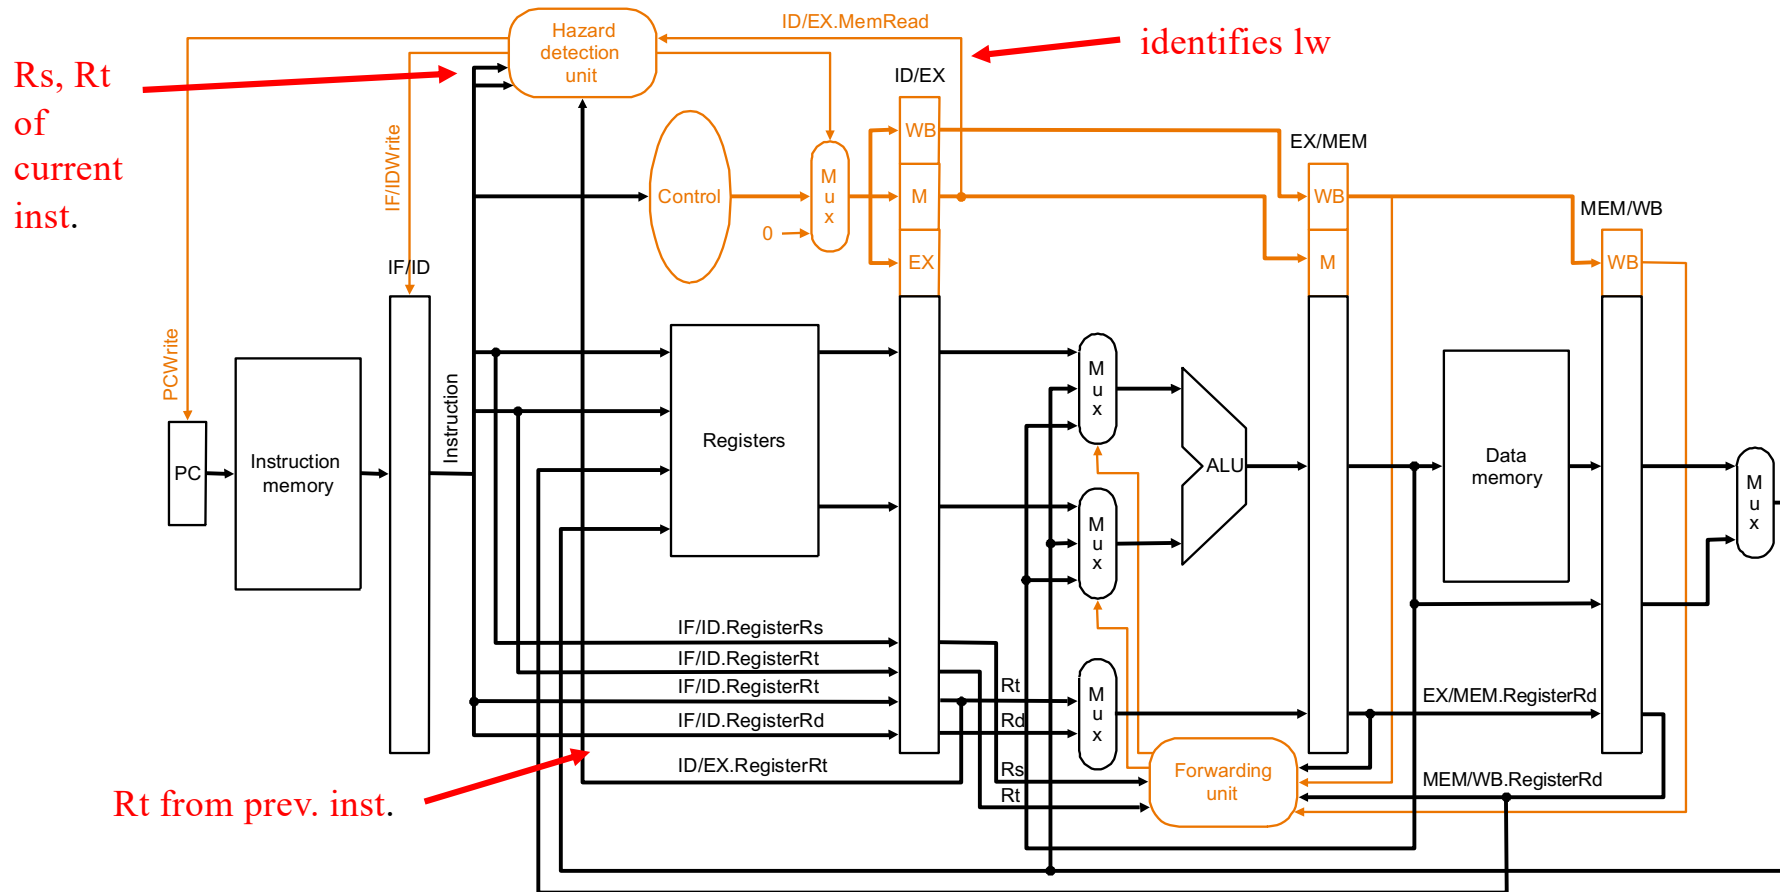 ID/EX.MemRead
identifies lw
Hazard
detection
unit
Rs, Rt
of
current
inst.
ID/EX
WB
EX/MEM
IF/IDWrite
Control
M
u
x
M
WB
MEM/WB
0
EX
M
WB
IF/ID
PCWrite
Instruction
PC
Instruction
memory
Registers
M
u
x
ALU
Data
memory
M
u
x
M
u
x
IF/ID.RegisterRs
IF/ID.RegisterRt
IF/ID.RegisterRt
IF/ID.RegisterRd
Rt
Rd
M
u
x
EX/MEM.RegisterRd
ID/EX.RegisterRt
Rs
Rt
Forwarding
unit
MEM/WB.RegisterRd
Rt from prev. inst.